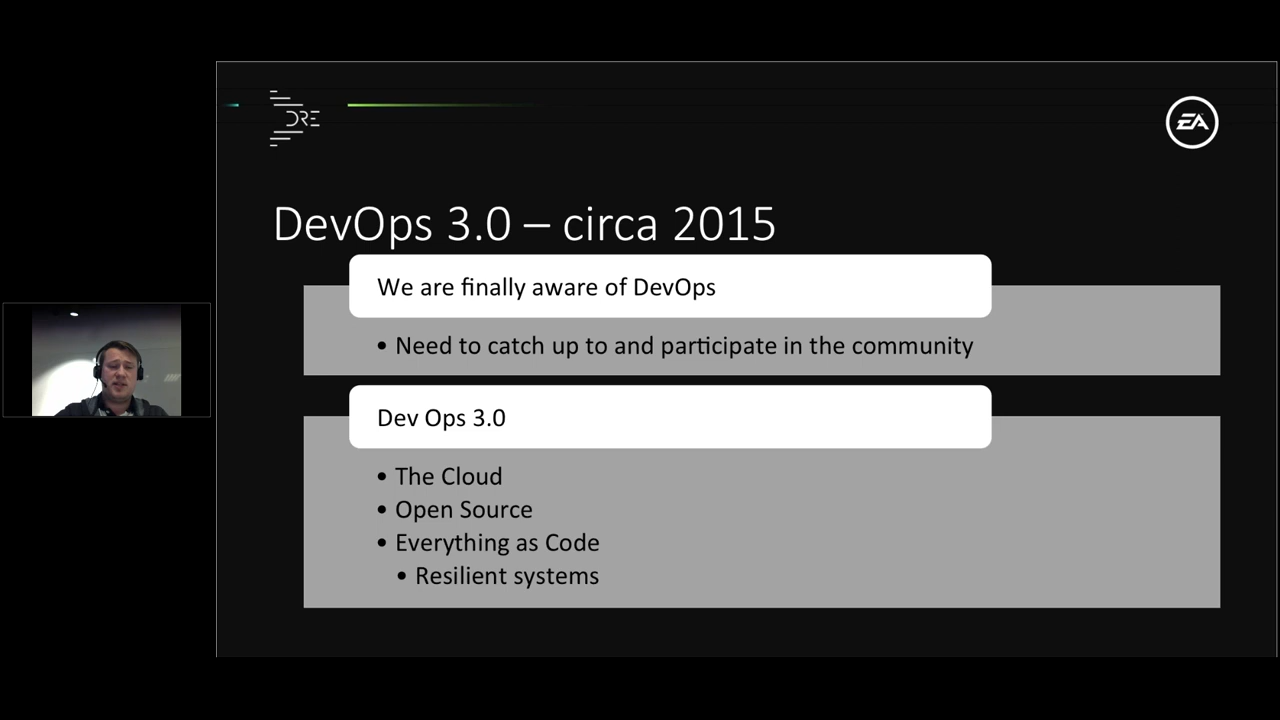 DRE
EA
DevOps 3.0 – circa 2015
We are finally aware of DevOps
• Need to catch up to and participate in the community
Dev Ops 3.0
• The Cloud
• Open Source
• Everything as Code
• Resilient systems